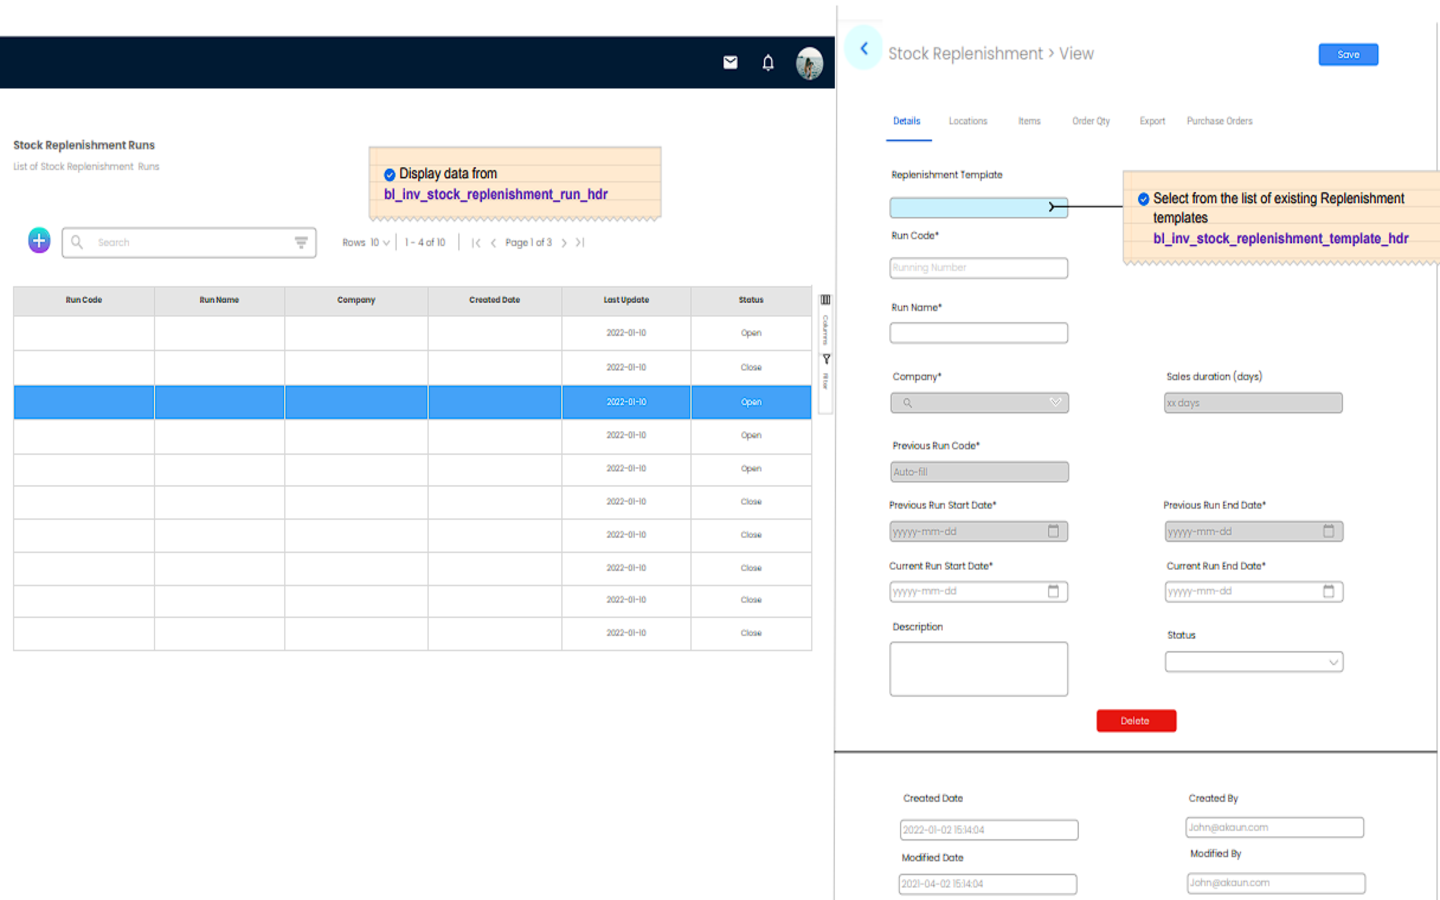 Stock Replenishment Runs
List of Stock Replenishment Runs
Display data from
bl_inv_stock_replenishment_run_hdr
Search
Rows 10
1 - 4 of 10
Page 1 of 3
Run Code Run Name Company Created Date Last Update Status
2022-01-10 Open
2022-01-10 Close
2022-01-10 Open
2022-01-10 Open
2022-01-10 Open
2022-01-10 Close
2022-01-10 Close
2022-01-10 Close
2022-01-10 Close
2022-01-10 Close
Columns
Filter
Stock Replenishment > View
Save
Details Locations Items Order Qty Export Purchase Orders
Replenishment Template
Select from the list of existing Replenishment
templates
bl_inv_stock_replenishment_template_hdr
Run Code*
Running Number
Run Name*
Company* Sales duration (days)
xx days
Previous Run Code*
Auto-fill
Previous Run Start Date* Previous Run End Date*
yyyyy-mm-dd yyyyy-mm-dd
Current Run Start Date* Current Run End Date*
yyyyy-mm-dd yyyyy-mm-dd
Description
Status
Delete
Created Date Created By
2022-01-02 15:14:04 John@akaun.com
Modified Date Modified By
2021-04-02 15:14:04 John@akaun.com